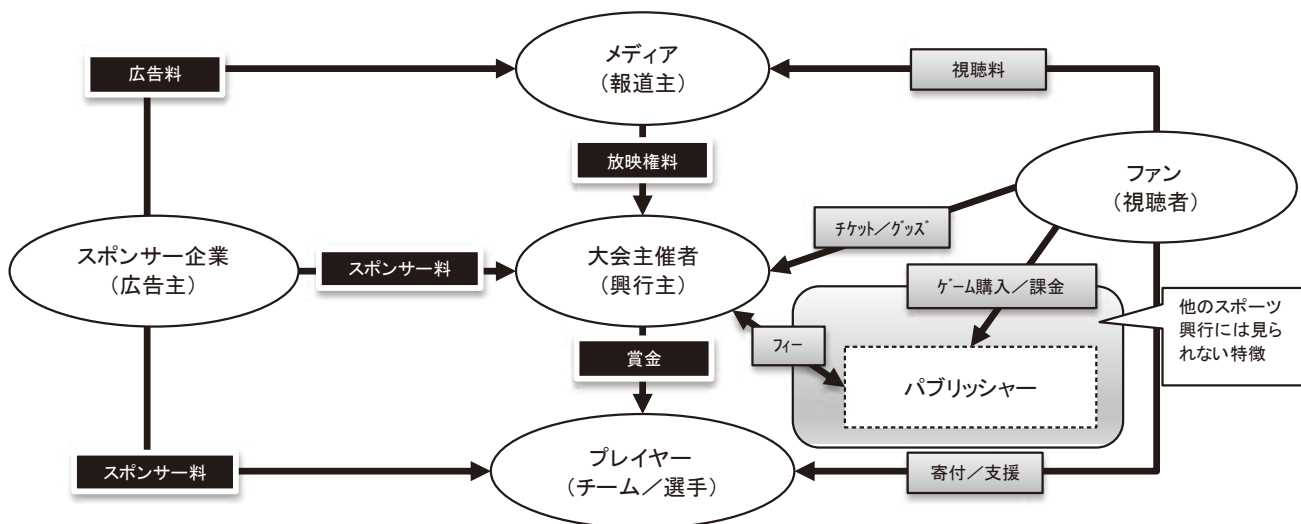 メディア
（報道主）
広告料
視聴料
放映権料
ファン
（視聴者）
チケット／グッズ
スポンサー企業
（広告主）
スポンサー料
大会主催者
（興行主）
ゲーム購入／課金
他のスポーツ
興行には見ら
れない特徴
フィー
賞金
パブリッシャー
スポンサー料
プレイヤー
（チーム／選手）
寄付／支援